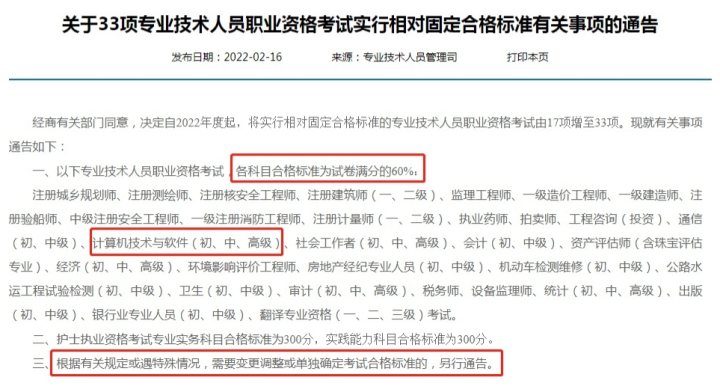 关于33项专业技术人员职业资格考试实行相对固定合格标准有关事项的通告
发布日期：2022-02-16 来源：专业技术人员管理司 打印本页
经商有关部门同意，决定自2022年度起，将实行相对固定合格标准的专业技术人员职业资格考试由17项增至33项。现就有关事项
通告如下：
一、以下专业技术人员职业资格考试，各科目合格标准为试卷满分的60%：
注册城乡规划师、注册测绘师、注册核安全工程师、注册建筑师（一、二级）、监理工程师、一级造价工程师、一级建造师、注
册验船师、中级注册安全工程师、一级注册消防工程师、注册计量师（一、二级）、执业药师、拍卖师、工程咨询（投资）、通信
（初、中级）、计算机技术与软件（初、中、高级）、社会工作者（初、中、高级）、会计（初、中级）、资产评估师（含珠宝评估
专业）、经济（初、中、高级）、环境影响评价工程师、房地产经纪专业人员（初、中级）、机动车检测维修（初、中级）、公路水
运工程试验检测（初、中级）、卫生（初、中级）、审计（初、中、高级）、税务师、设备监理师、统计（初、中、高级）、出版
（初、中级）、银行业专业人员（初、中级）、翻译专业资格（一、二、三级）考试。
二、护士执业资格考试专业实务科目合格标准为300分，实践能力科目合格标准为300分。
三、根据有关规定或遇特殊情况，需要变更调整或单独确定考试合格标准的，另行通告。